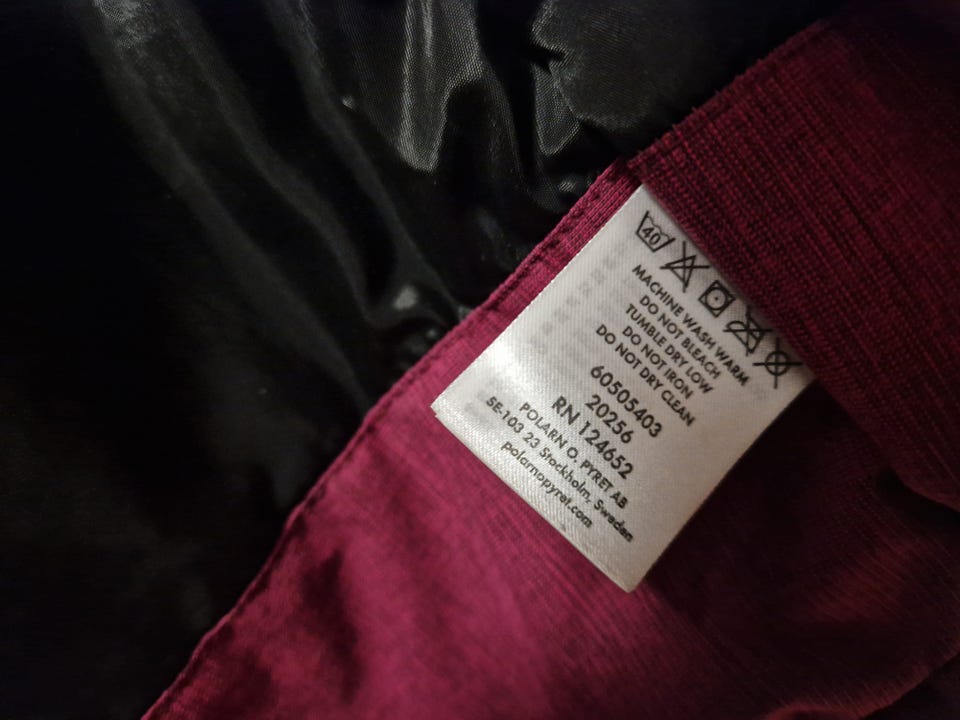 40
MACHINE WASH WARM
DO NOT BLEACH
TUMBLE DRY LOW
DO NOT IRON
DO NOT DRY CLEAN
60505403
20256
RN 124652
POLARN O. PYRET AB
SE-103 23 Stockholm, Sweden
polarnopyret.com